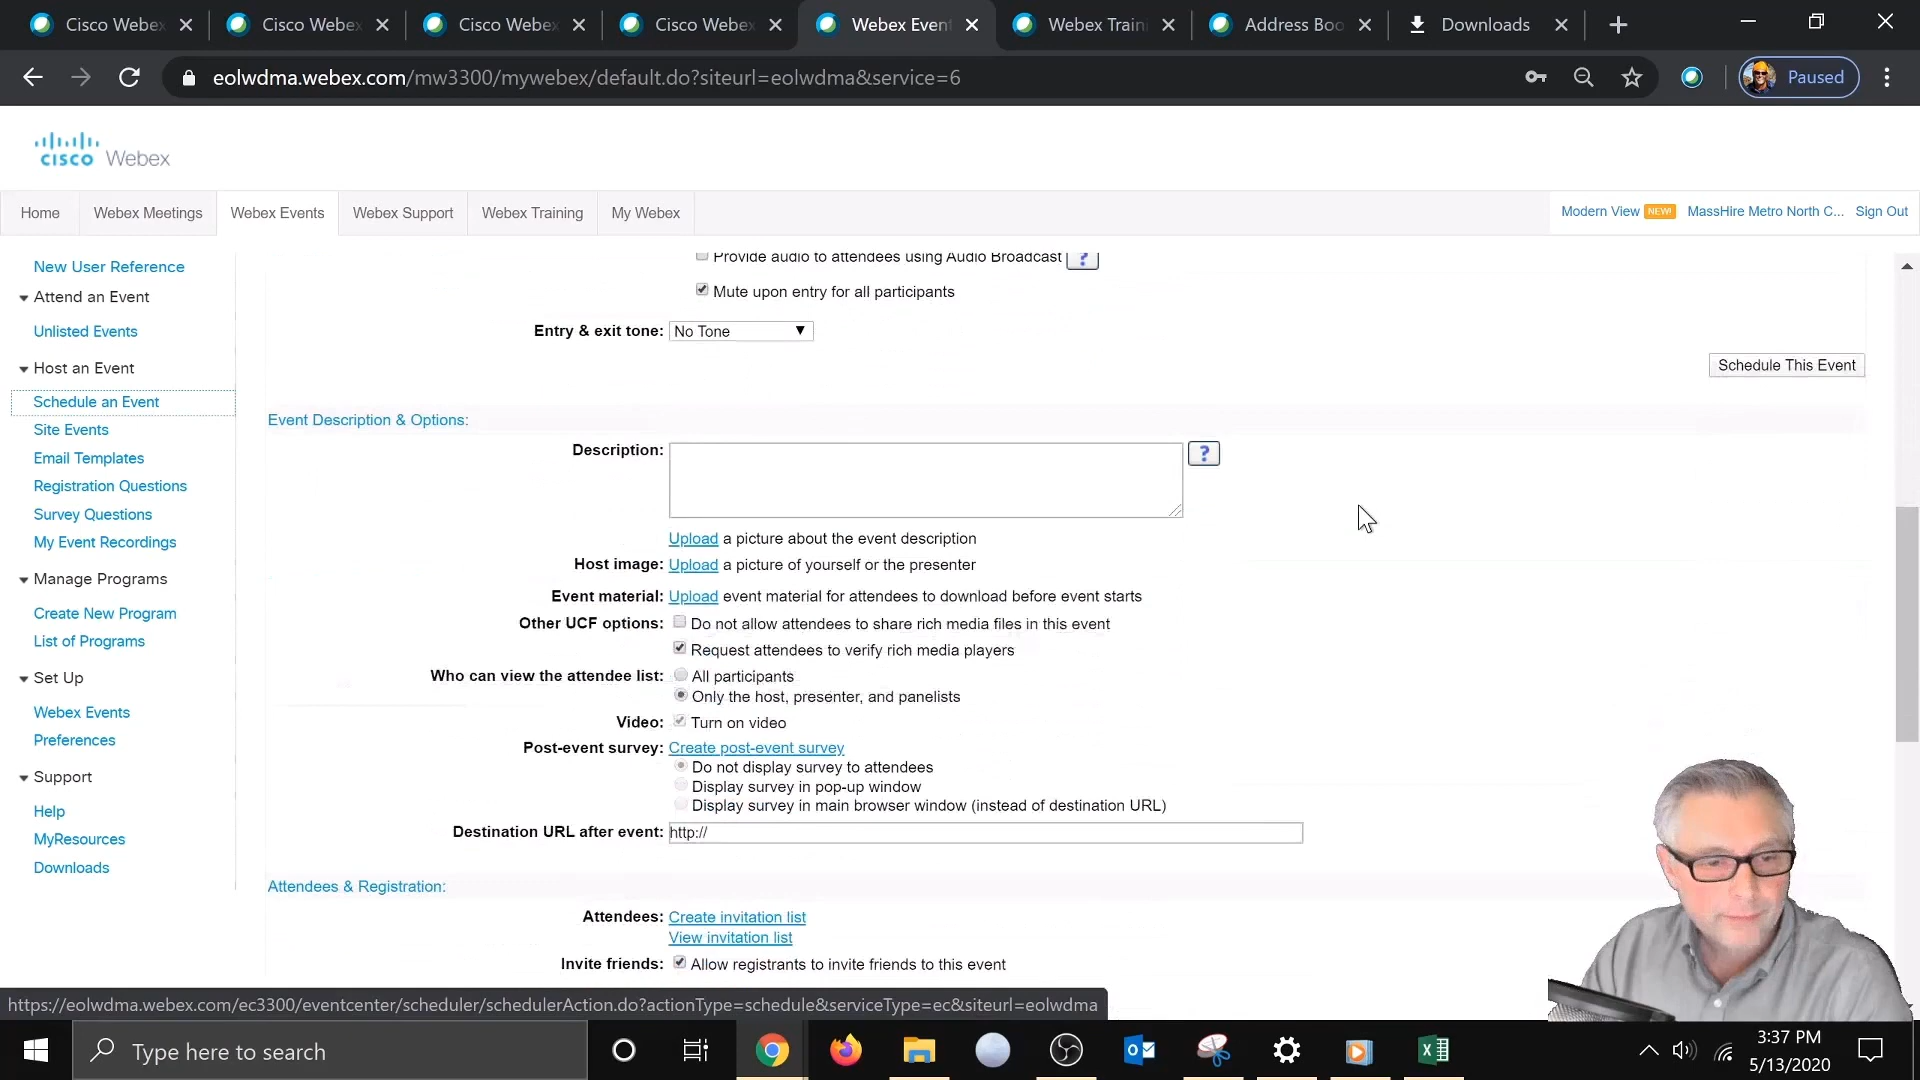 Cisco Webex
Cisco Webex
Cisco Webex
Cisco Webex
Webex Event
Webex Train
Address Boo
Downloads
eolwdma.webex.com/mw3300/mywebex/default.do?siteurl=eolwdma&service=6
Paused
CISCO Webex
Home
Webex Meetings
Webex Events
Webex Support
Webex Training
My Webex
Modern View NEW!
MassHire Metro North C...
Sign Out
New User Reference
Attend an Event
Unlisted Events
Host an Event
Schedule an Event
Site Events
Email Templates
Registration Questions
Survey Questions
My Event Recordings
Manage Programs
Create New Program
List of Programs
Set Up
Webex Events
Preferences
Support
Help
MyResources
Downloads
Provide audio to attendees using Audio Broadcast ?
Mute upon entry for all participants
Entry & exit tone: No Tone
Schedule This Event
Event Description & Options:
Description: ?
Upload a picture about the event description
Host image: Upload a picture of yourself or the presenter
Event material: Upload event material for attendees to download before event starts
Other UCF options: Do not allow attendees to share rich media files in this event
Request attendees to verify rich media players
Who can view the attendee list: All participants
Only the host, presenter, and panelists
Video: Turn on video
Post-event survey: Create post-event survey
Do not display survey to attendees
Display survey in pop-up window
Display survey in main browser window (instead of destination URL)
Destination URL after event: http://
Attendees & Registration:
Attendees: Create invitation list
View invitation list
Invite friends: Allow registrants to invite friends to this event
https://eolwdma.webex.com/ec3300/eventcenter/scheduler/schedulerAction.do?actionType=schedule&serviceType=ec&siteurl=eolwdma
Type here to search
3:37 PM
5/13/2020